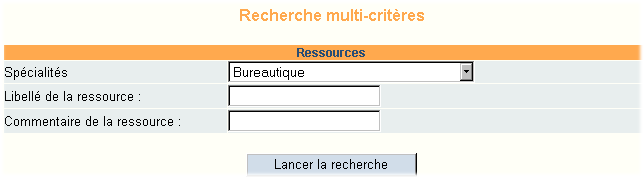 Recherche multi-critères
Ressources
Spécialités Bureautique
Libellé de la ressource :
Commentaire de la ressource :
Lancer la recherche